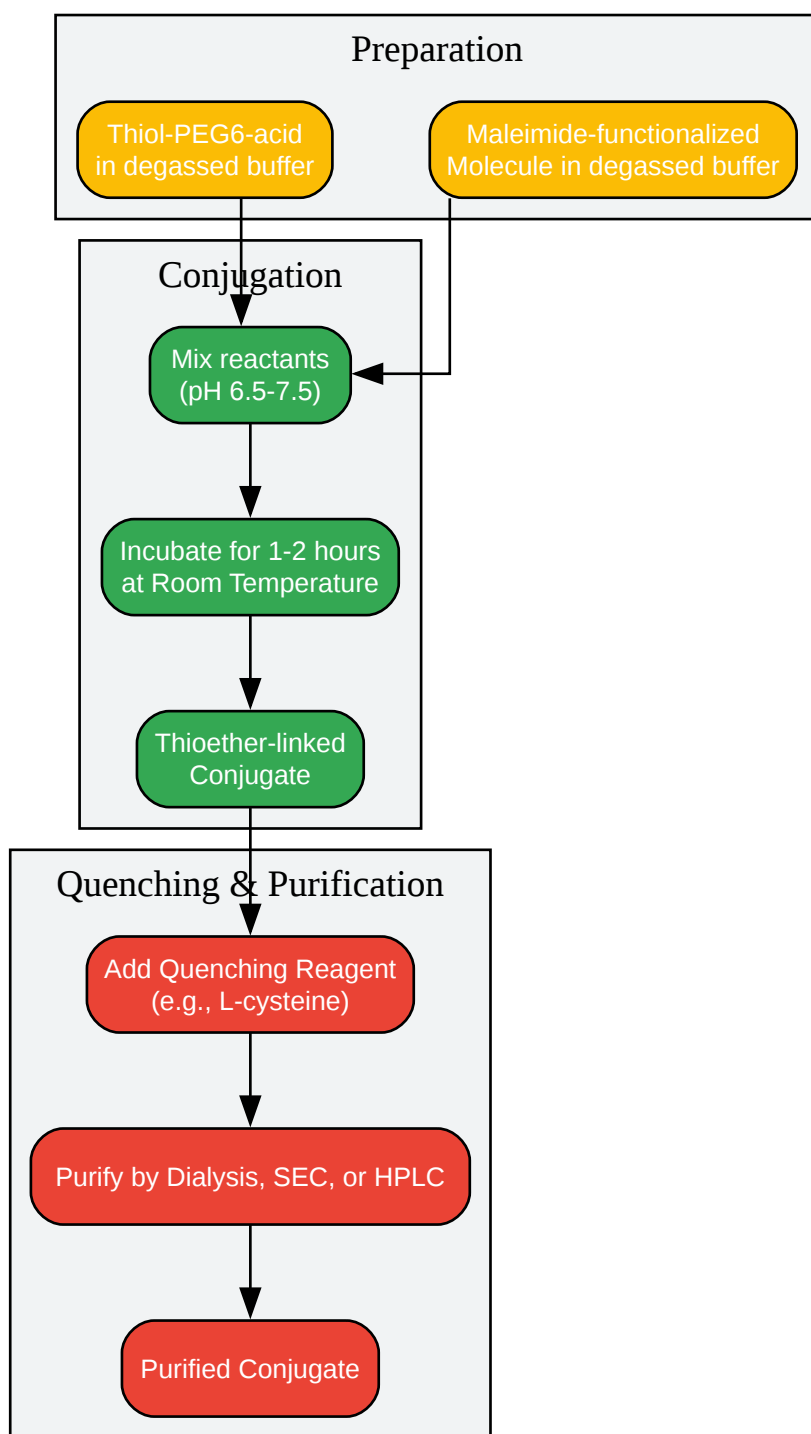 Preparation
Thiol-PEG6-acid
in degassed buffer
Maleimide-functionalized
Molecule in degassed buffer
Conjugation
Mix reactants
(pH 6.5-7.5)
Incubate for 1-2 hours
at Room Temperature
Thioether-linked
Conjugate
Quenching & Purification
Add Quenching Reagent
(e.g., L-cysteine)
Purify by Dialysis, SEC, or HPLC
Purified Conjugate